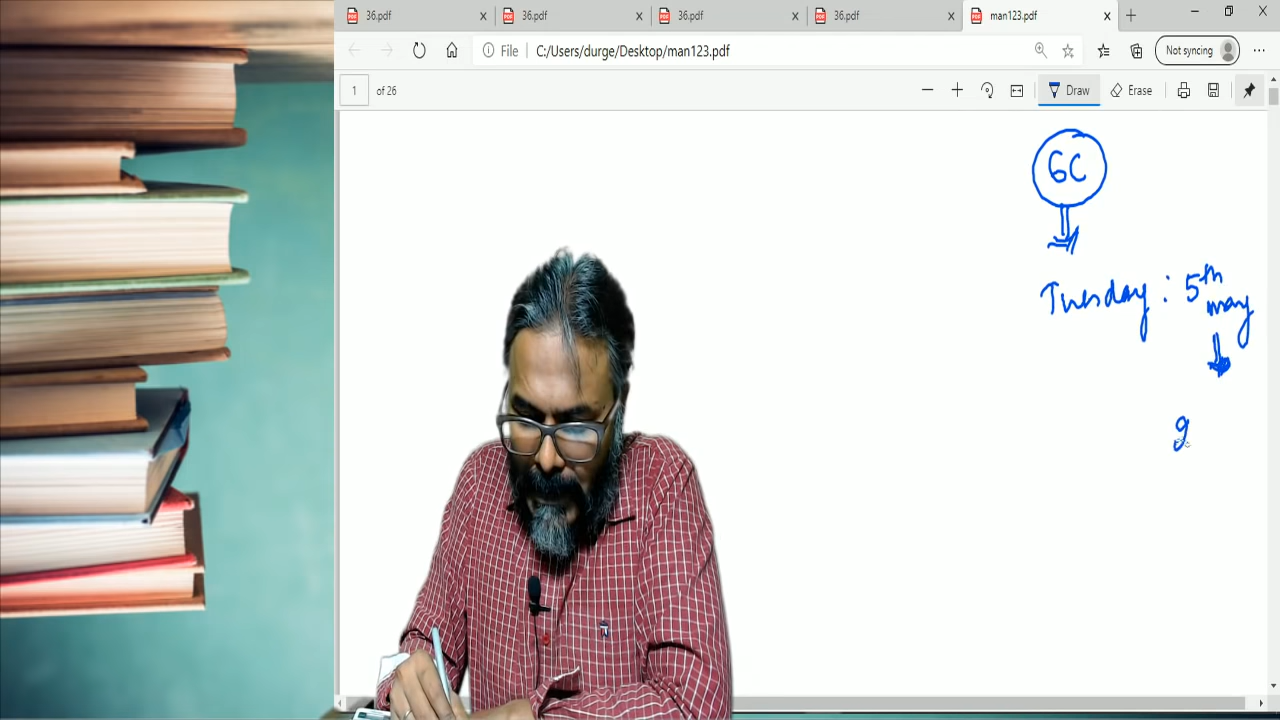 36.pdf
36.pdf
36.pdf
36.pdf
man123.pdf
File
C:/Users/durge/Desktop/man123.pdf
Not syncing
1 of 26
Draw
Erase
GC
Tuesday : 5th may
9